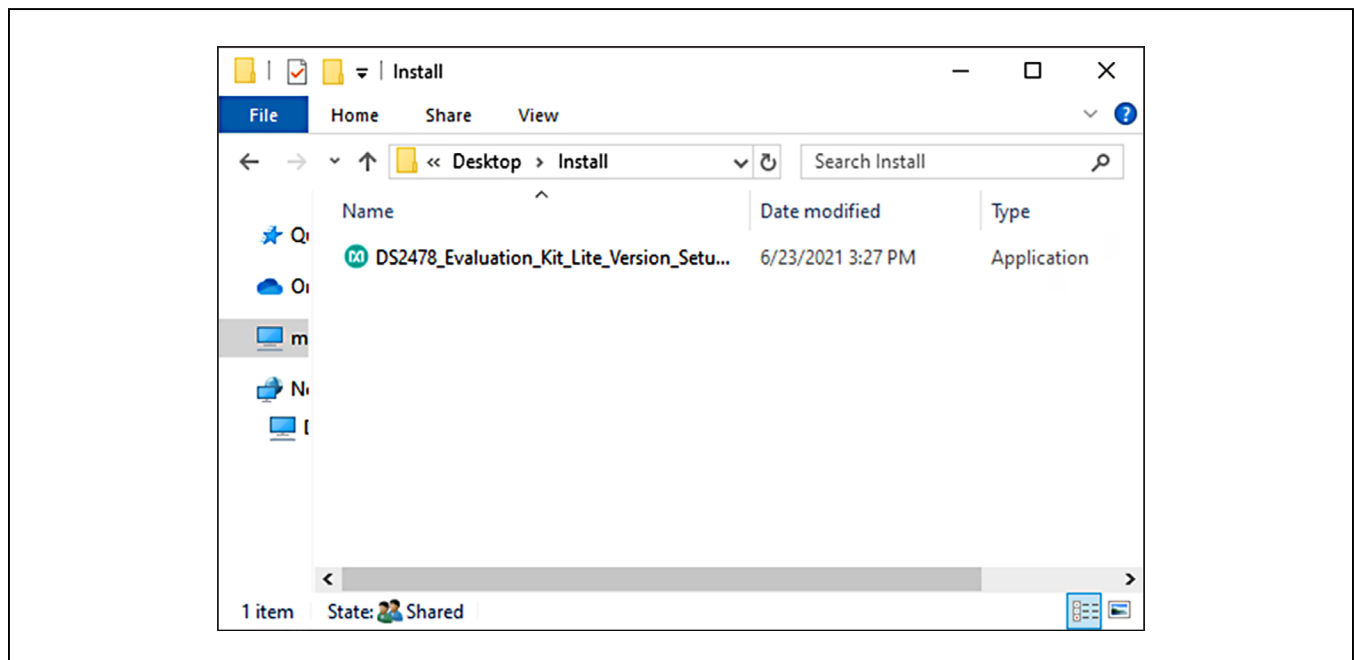 Install
File Home Share View
« Desktop › Install Search Install
Name Date modified Type
DS2478_Evaluation_Kit_Lite_Version_Setu... 6/23/2021 3:27 PM Application
1 item State: Shared